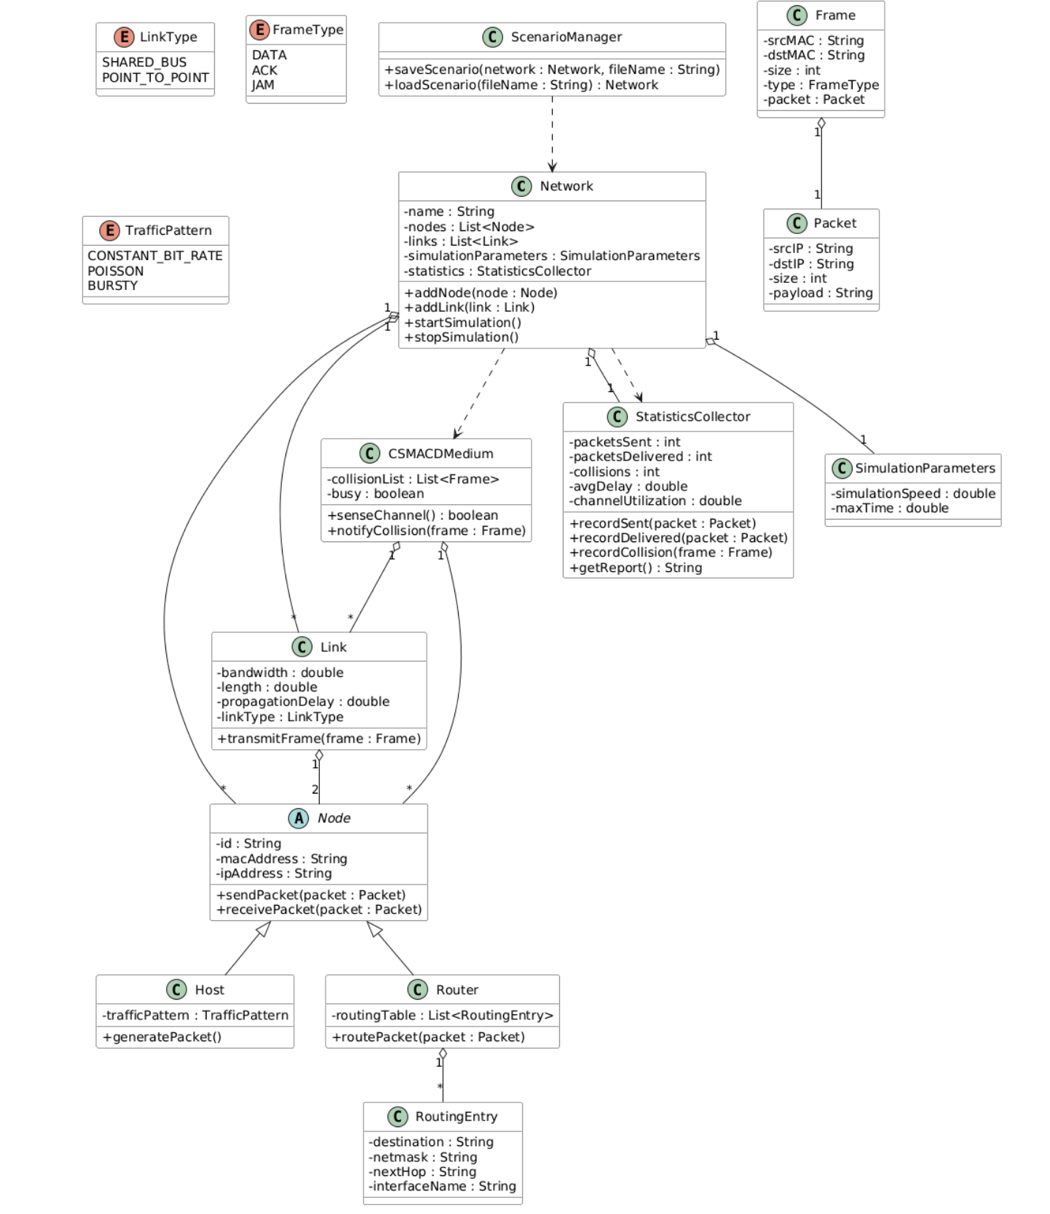 E LinkType
SHARED_BUS
POINT_TO_POINT
E FrameType
DATA
ACK
JAM
C ScenarioManager
+saveScenario(network : Network, fileName : String)
+loadScenario(fileName : String) : Network
C Frame
-srcMAC : String
-dstMAC : String
-size : int
-type : FrameType
-packet : Packet
1
1
E TrafficPattern
CONSTANT_BIT_RATE
POISSON
BURSTY
C Network
-name : String
-nodes : List<Node>
-links : List<Link>
-simulationParameters : SimulationParameters
-statistics : StatisticsCollector
+addNode(node : Node)
+addLink(link : Link)
+startSimulation()
+stopSimulation()
C Packet
-srcIP : String
-dstIP : String
-size : int
-payload : String
1
1
1
1
1
1
C CSMACDMedium
-collisionList : List<Frame>
-busy : boolean
+senseChannel() : boolean
+notifyCollision(frame : Frame)
C StatisticsCollector
-packetsSent : int
-packetsDelivered : int
-collisions : int
-avgDelay : double
-channelUtilization : double
+recordSent(packet : Packet)
+recordDelivered(packet : Packet)
+recordCollision(frame : Frame)
+getReport() : String
C SimulationParameters
-simulationSpeed : double
-maxTime : double
1
1
*
*
C Link
-bandwidth : double
-length : double
-propagationDelay : double
-linkType : LinkType
+transmitFrame(frame : Frame)
1
*
2
*
A Node
-id : String
-macAddress : String
-ipAddress : String
+sendPacket(packet : Packet)
+receivePacket(packet : Packet)
C Host
-trafficPattern : TrafficPattern
+generatePacket()
C Router
-routingTable : List<RoutingEntry>
+routePacket(packet : Packet)
1
*
C RoutingEntry
-destination : String
-netmask : String
-nextHop : String
-interfaceName : String